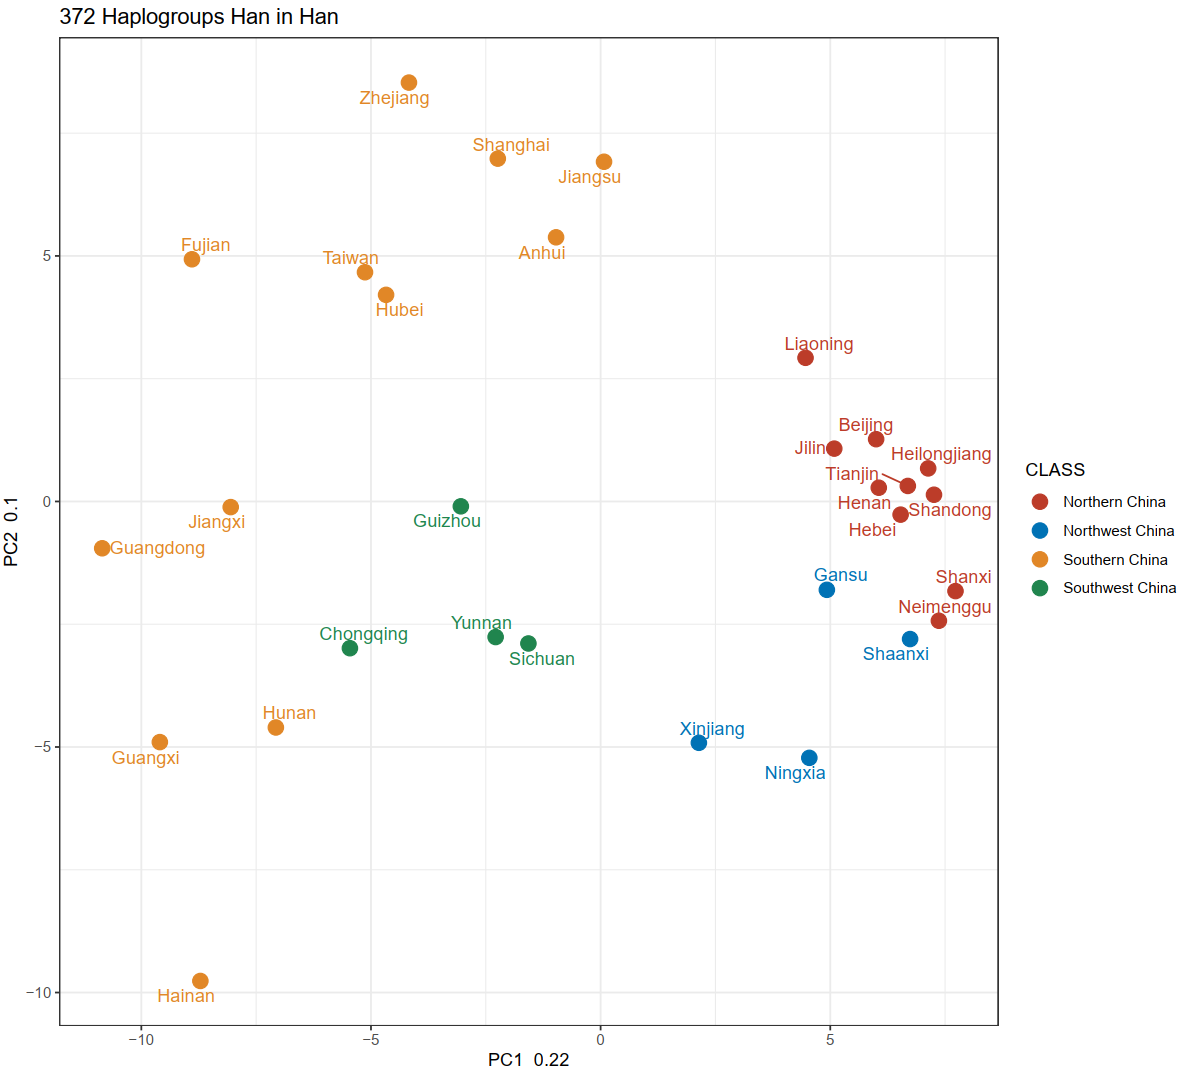 372 Haplogroups Han in Han
Zhejiang
Shanghai
Jiangsu
Fujian
Anhui
Taiwan
5
Hubei
Liaoning
Beijing
Jilin
Heilongjiang
CLASS
Tianjin
Northern China
0
Henan
Shandong
Guizhou
Jiangxi
Hebei
Northwest China
PC2 0.1
Guangdong
Southern China
Gansu
Shanxi
Southwest China
Neimenggu
Yunnan
Chongqing
Shaanxi
Sichuan
Hunan
Xinjiang
−5
Guangxi
Ningxia
−10
Hainan
−10
−5
0
5
PC1 0.22